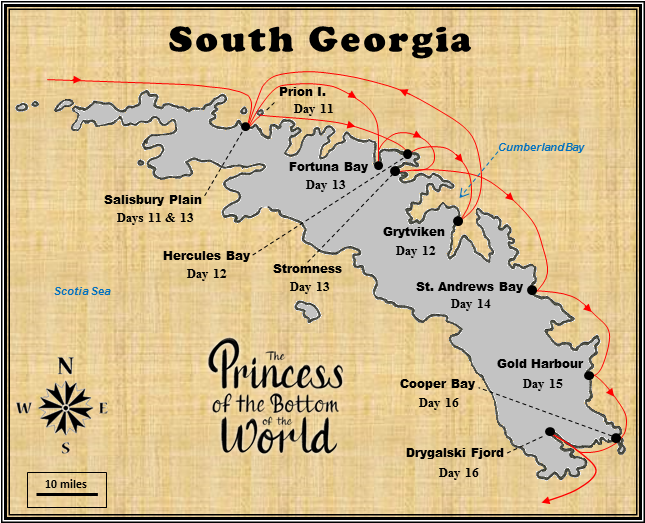 South Georgia
Prion I.
Day 11
CumberlandBay
Fortuna Bay
Day 13
Salisbury Plain
Days 11 & 13
Grytviken
Day 12
Hercules Bay
Day 12
Stromness
Day 13
Scotia Sea
St. Andrews Bay
Day 14
The
Princess
of the Bottom
of the
World
Gold Harbour
Day 15
Cooper Bay
Day 16
N
W
E
S
Drygalski Fjord
Day 16
10 miles